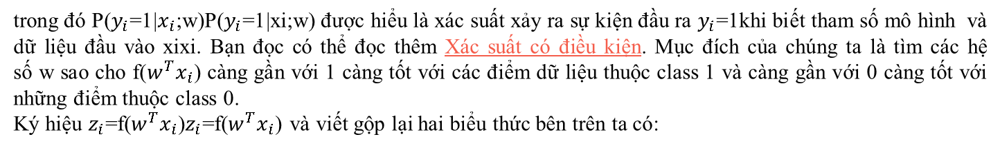 trong đó P(y_i=1|x_i;w)P(y_i=1|xi;w) được hiểu là xác suất xảy ra sự kiện đầu ra y_i=1khi biết tham số mô hình và
dữ liệu đầu vào xixi. Bạn đọc có thể đọc thêm Xác suất có điều kiện. Mục đích của chúng ta là tìm các hệ
số w sao cho f(w^T x_i) càng gần với 1 càng tốt với các điểm dữ liệu thuộc class 1 và càng gần với 0 càng tốt với
những điểm thuộc class 0.
Ký hiệu z_i=f(w^T x_i)z_i=f(w^T x_i) và viết gộp lại hai biểu thức bên trên ta có: